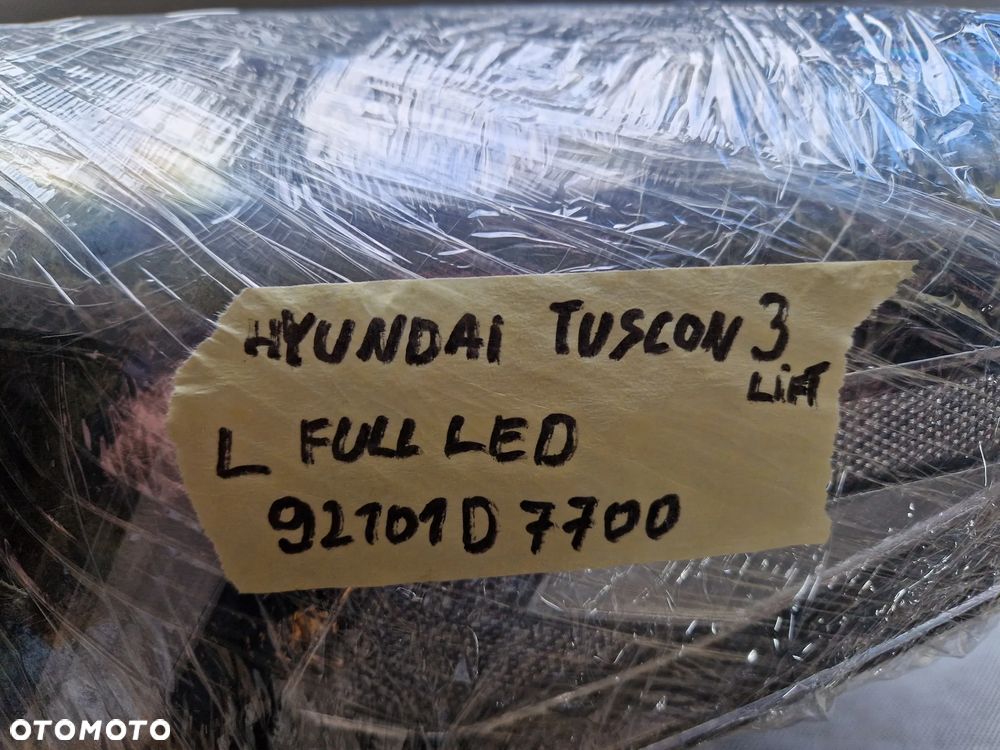 HYUNDAI TUSCON 3
LIFT
L FULL LED
92101D7700
OTOMOTO